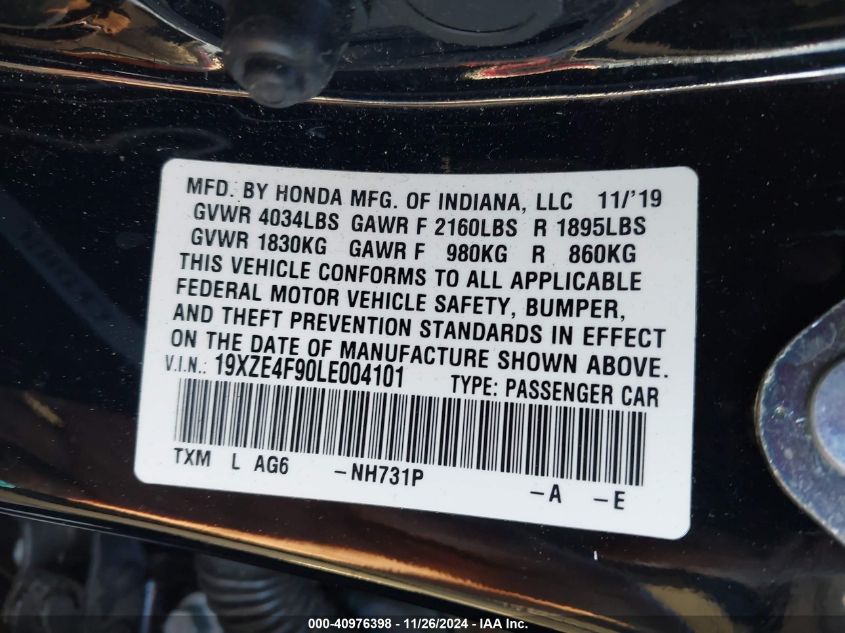 MFD. BY HONDA MFG. OF INDIANA, LLC 11/'19
GVWR 4034LBS GAWR F 2160LBS R 1895LBS
GVWR 1830KG GAWR F 980KG R 860KG
THIS VEHICLE CONFORMS TO ALL APPLICABLE
FEDERAL MOTOR VEHICLE SAFETY, BUMPER,
AND THEFT PREVENTION STANDARDS IN EFFECT
ON THE DATE OF MANUFACTURE SHOWN ABOVE.
V.I.N.: 19XZE4F90LE004101 TYPE: PASSENGER CAR
TXM L AG6 -NH731P -A -E
000-40976398 - 11/26/2024 - IAAI Inc.